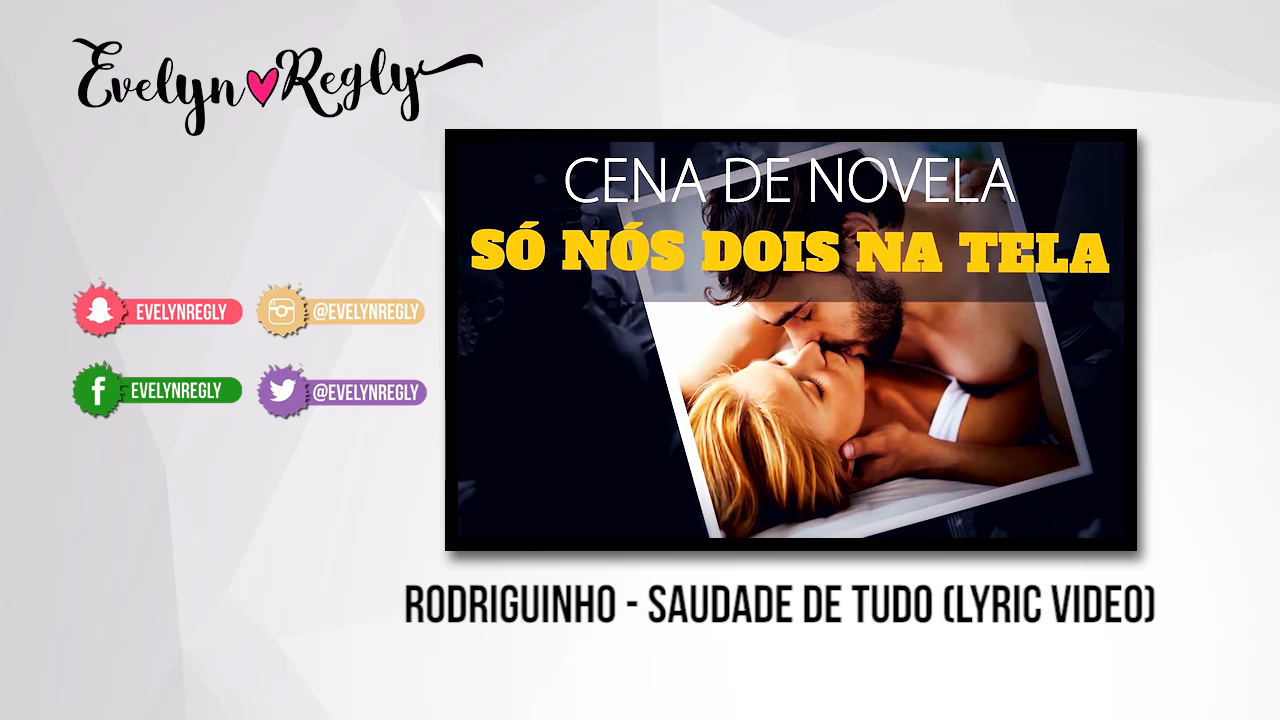 Evelyn Regly
CENA DE NOVELA
SÓ NÓS DOIS NA TELA
EVELYNREGLY
@EVELYNREGLY
EVELYNREGLY
@EVELYNREGLY
RODRIGUINHO - SAUDADE DE TUDO (LYRIC VIDEO)